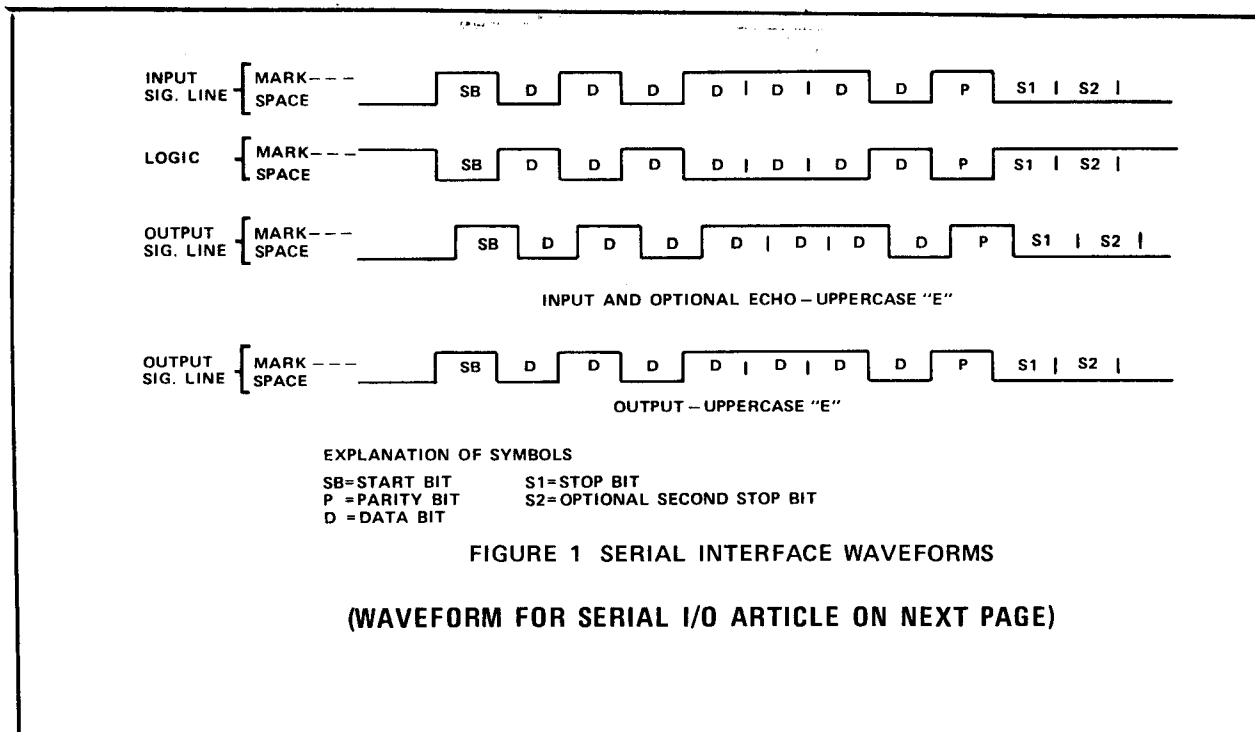 INPUT SIG. LINE MARK--- SPACE SB D D D D | D | D D P S1 | S2 |
LOGIC MARK--- SPACE SB D D D D | D | D D P S1 | S2 |
OUTPUT SIG. LINE MARK--- SPACE SB D D D D | D | D D P S1 | S2 |
INPUT AND OPTIONAL ECHO – UPPERCASE "E"
OUTPUT SIG. LINE MARK--- SPACE SB D D D D | D | D D P S1 | S2 |
OUTPUT – UPPERCASE "E"
EXPLANATION OF SYMBOLS
SB=START BIT S1=STOP BIT
P =PARITY BIT S2=OPTIONAL SECOND STOP BIT
D =DATA BIT
FIGURE 1 SERIAL INTERFACE WAVEFORMS
(WAVEFORM FOR SERIAL I/O ARTICLE ON NEXT PAGE)